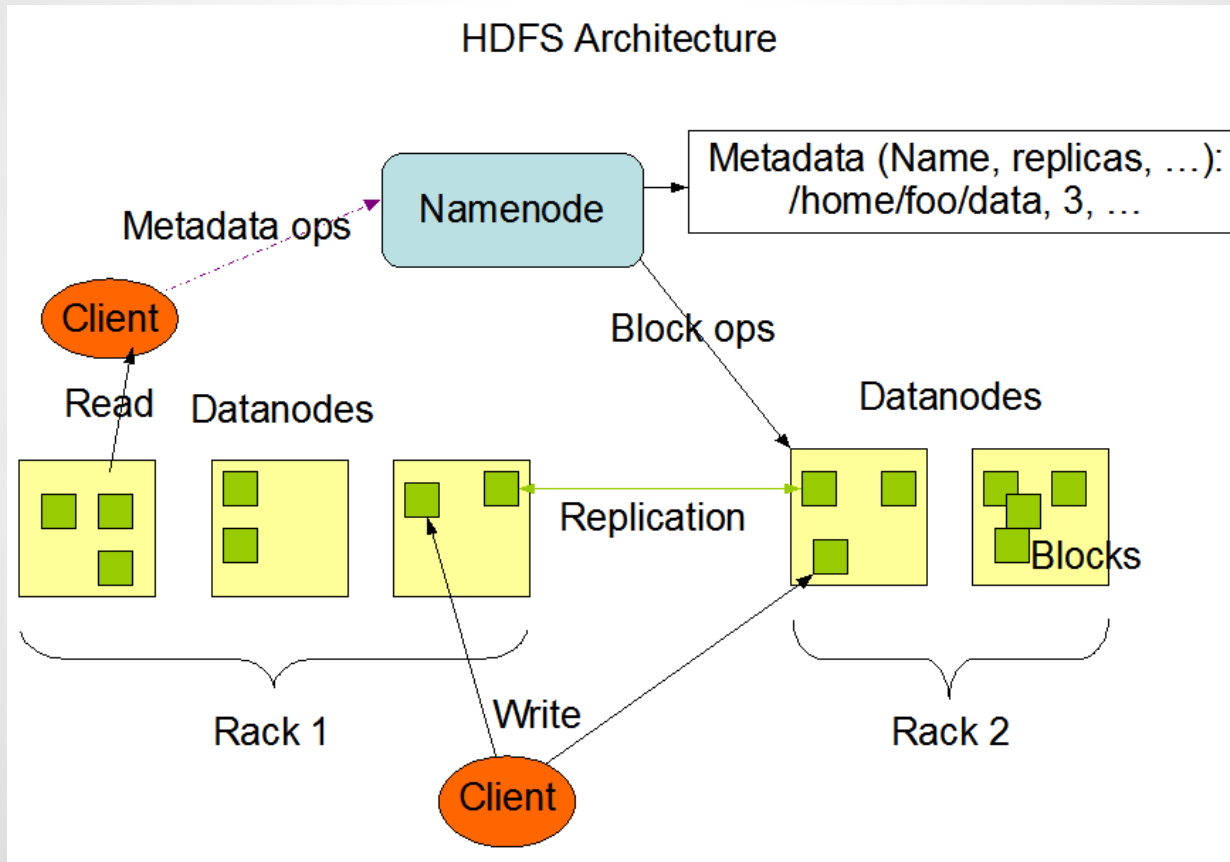 HDFS Architecture
Metadata (Name, replicas, …):
/home/foo/data, 3, …
Namenode
Metadata ops
Client
Block ops
Read
Datanodes
Datanodes
Replication
Blocks
Rack 1
Write
Rack 2
Client